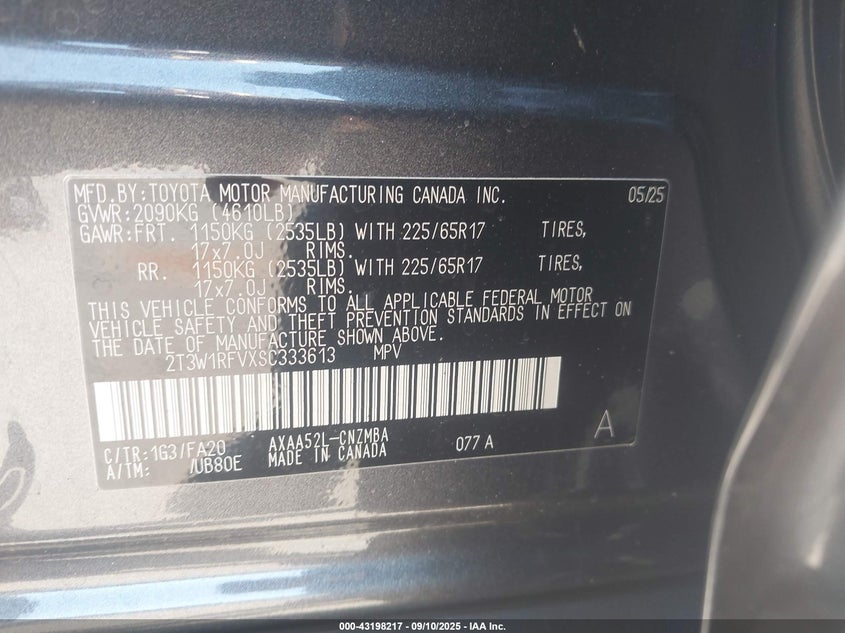 MFD.BY:TOYOTA MOTOR MANUFACTURING CANADA INC. 05/25
GVWR:2090KG (4610LB)
GAWR:FRT. 1150KG (2535LB) WITH 225/65R17 TIRES,
17x7.0J RIMS.
RR. 1150KG (2535LB) WITH 225/65R17 TIRES,
17x7.0J RIMS.
THIS VEHICLE CONFORMS TO ALL APPLICABLE FEDERAL MOTOR
VEHICLE SAFETY AND THEFT PREVENTION STANDARDS IN EFFECT ON
THE DATE OF MANUFACTURE SHOWN ABOVE.
2T3W1RFVXSC333613 MPV
C/TR:1G3/FA20 AXAA52L-CNZMBA 077 A A
A/TM: /UB80E MADE IN CANADA
000-43198217 - 09/10/2025 - IAA Inc.